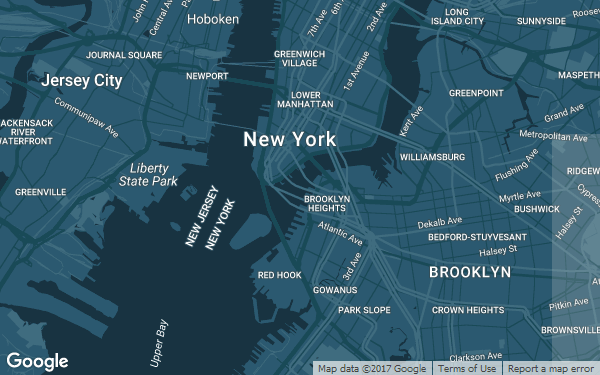 Hoboken
Central Ave
7th Ave
6th
2nd Ave
LONG
ISLAND CITY
SUNNYSIDE
Roosev
JOURNAL SQUARE
GREENWICH
VILLAGE
1st Avenue
Jersey City
NEWPORT
MASPETH
LOWER
MANHATTAN
GREENPOINT
Communipaw Ave
Grand Ave
ACKENSACK
RIVER
WATERFRONT
New York
Kent Ave
Metropolitan Ave
WILLIAMSBURG
Liberty
State Park
Flushing Ave
RIDGEW
GREENVILLE
NEW JERSEY
NEW YORK
BROOKLYN
HEIGHTS
Myrtle Ave
Cypres
BUSHWICK
Halsey St
Dekalb Ave
Atlantic Ave
BEDFORD-STUYVESANT
Halsey St
RED HOOK
3rd Ave
BROOKLYN
At
GOWANUS
PARK SLOPE
CROWN HEIGHTS
Pitkin Ave
BROWNSVILLE
Upper Bay
Clarkson Ave
Google
Map data ©2017 Google
Terms of Use
Report a map error